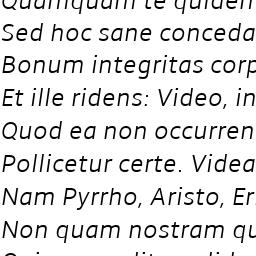 Quamquam te quidem
Sed hoc sane conceda
Bonum integritas corp
Et ille ridens: Video, in
Quod ea non occurren
Pollicetur certe. Videa
Nam Pyrrho, Aristo, Er
Non quam nostram qu